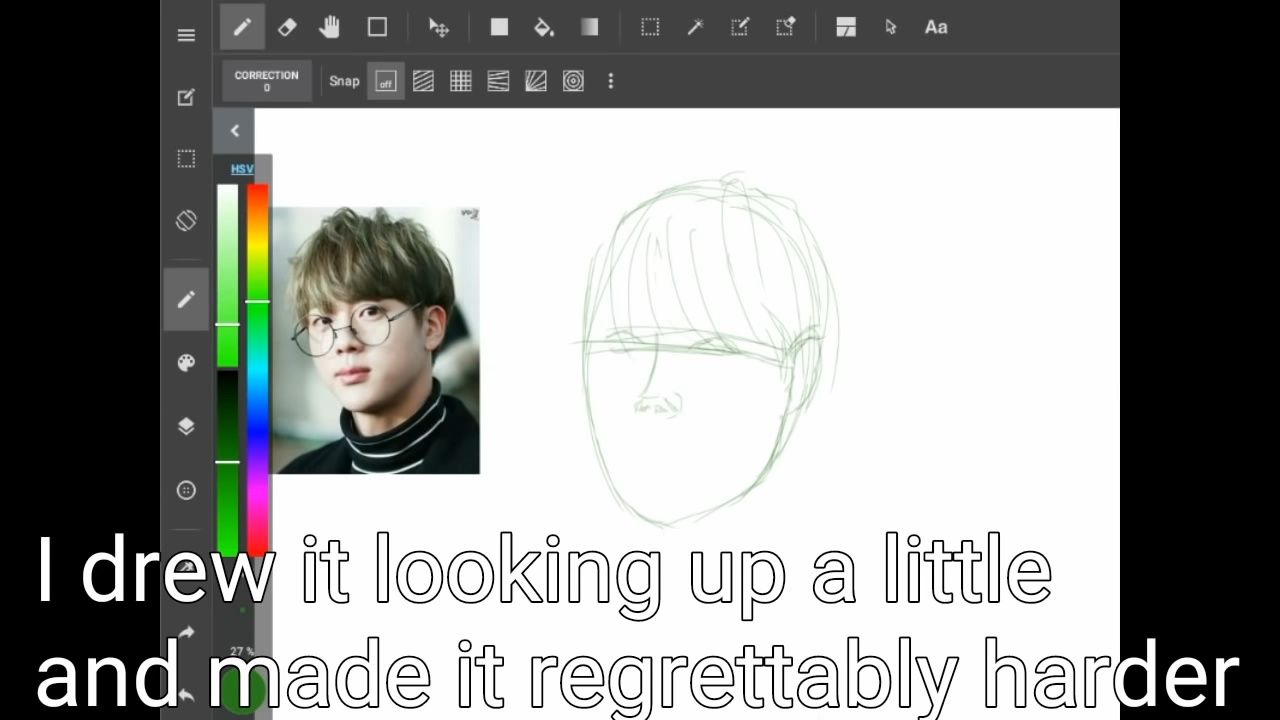 Aa
CORRECTION
0
Snap
off
HSV
27 %
I drew it looking up a little
and made it regrettably harder